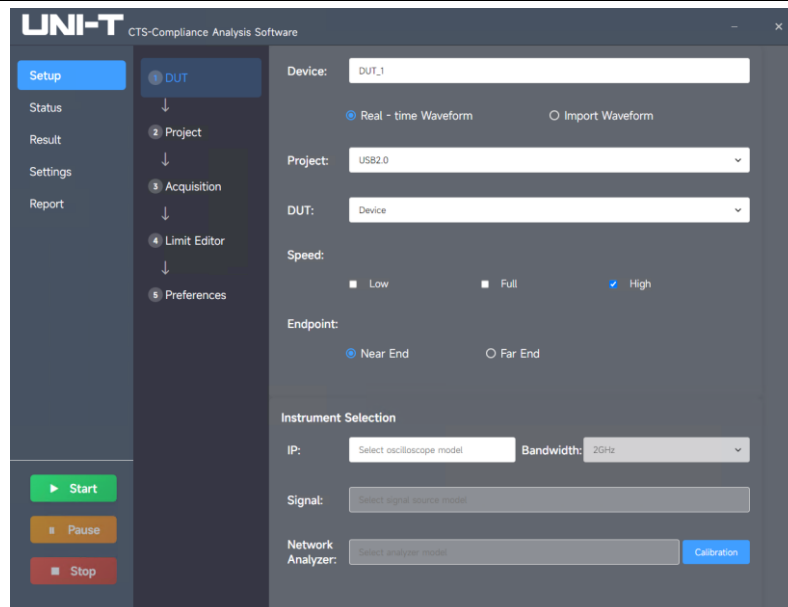 UNI-T CTS-Compliance Analysis Software
Setup
Status
Result
Settings
Report
Start
Pause
Stop
1 DUT
2 Project
3 Acquisition
4 Limit Editor
5 Preferences
Device: DUT_1
Real - time Waveform Import Waveform
Project: USB2.0
DUT: Device
Speed:
Low Full High
Endpoint:
Near End Far End
Instrument Selection
IP: Select oscilloscope model Bandwidth: 2GHz
Signal: Select signal source model
Network
Analyzer: Select analyzer model Calibration